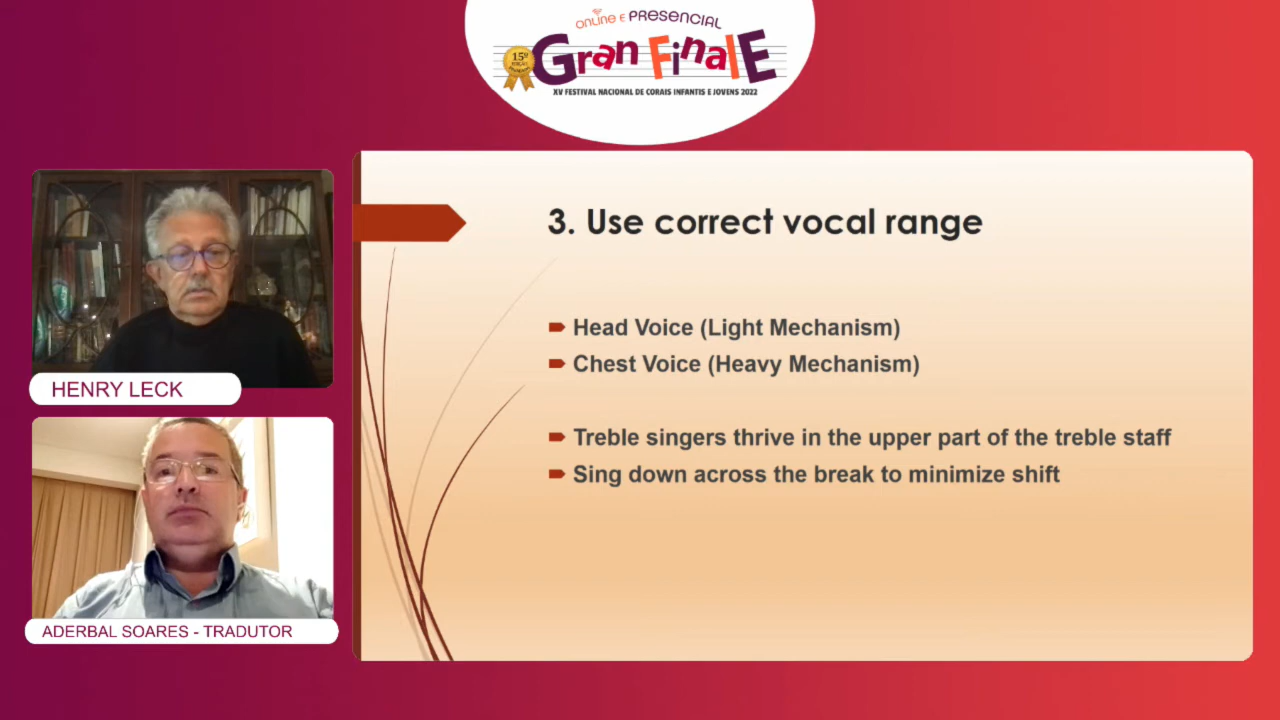 ONLINE E PRESENCIAL
15º
EDIÇÃO
Gran Finale
XV FESTIVAL NACIONAL DE CORAIS INFANTIS E JOVENS 2022
HENRY LECK
ADERBAL SOARES - TRADUTOR
3. Use correct vocal range
Head Voice (Light Mechanism)
Chest Voice (Heavy Mechanism)
Treble singers thrive in the upper part of the treble staff
Sing down across the break to minimize shift